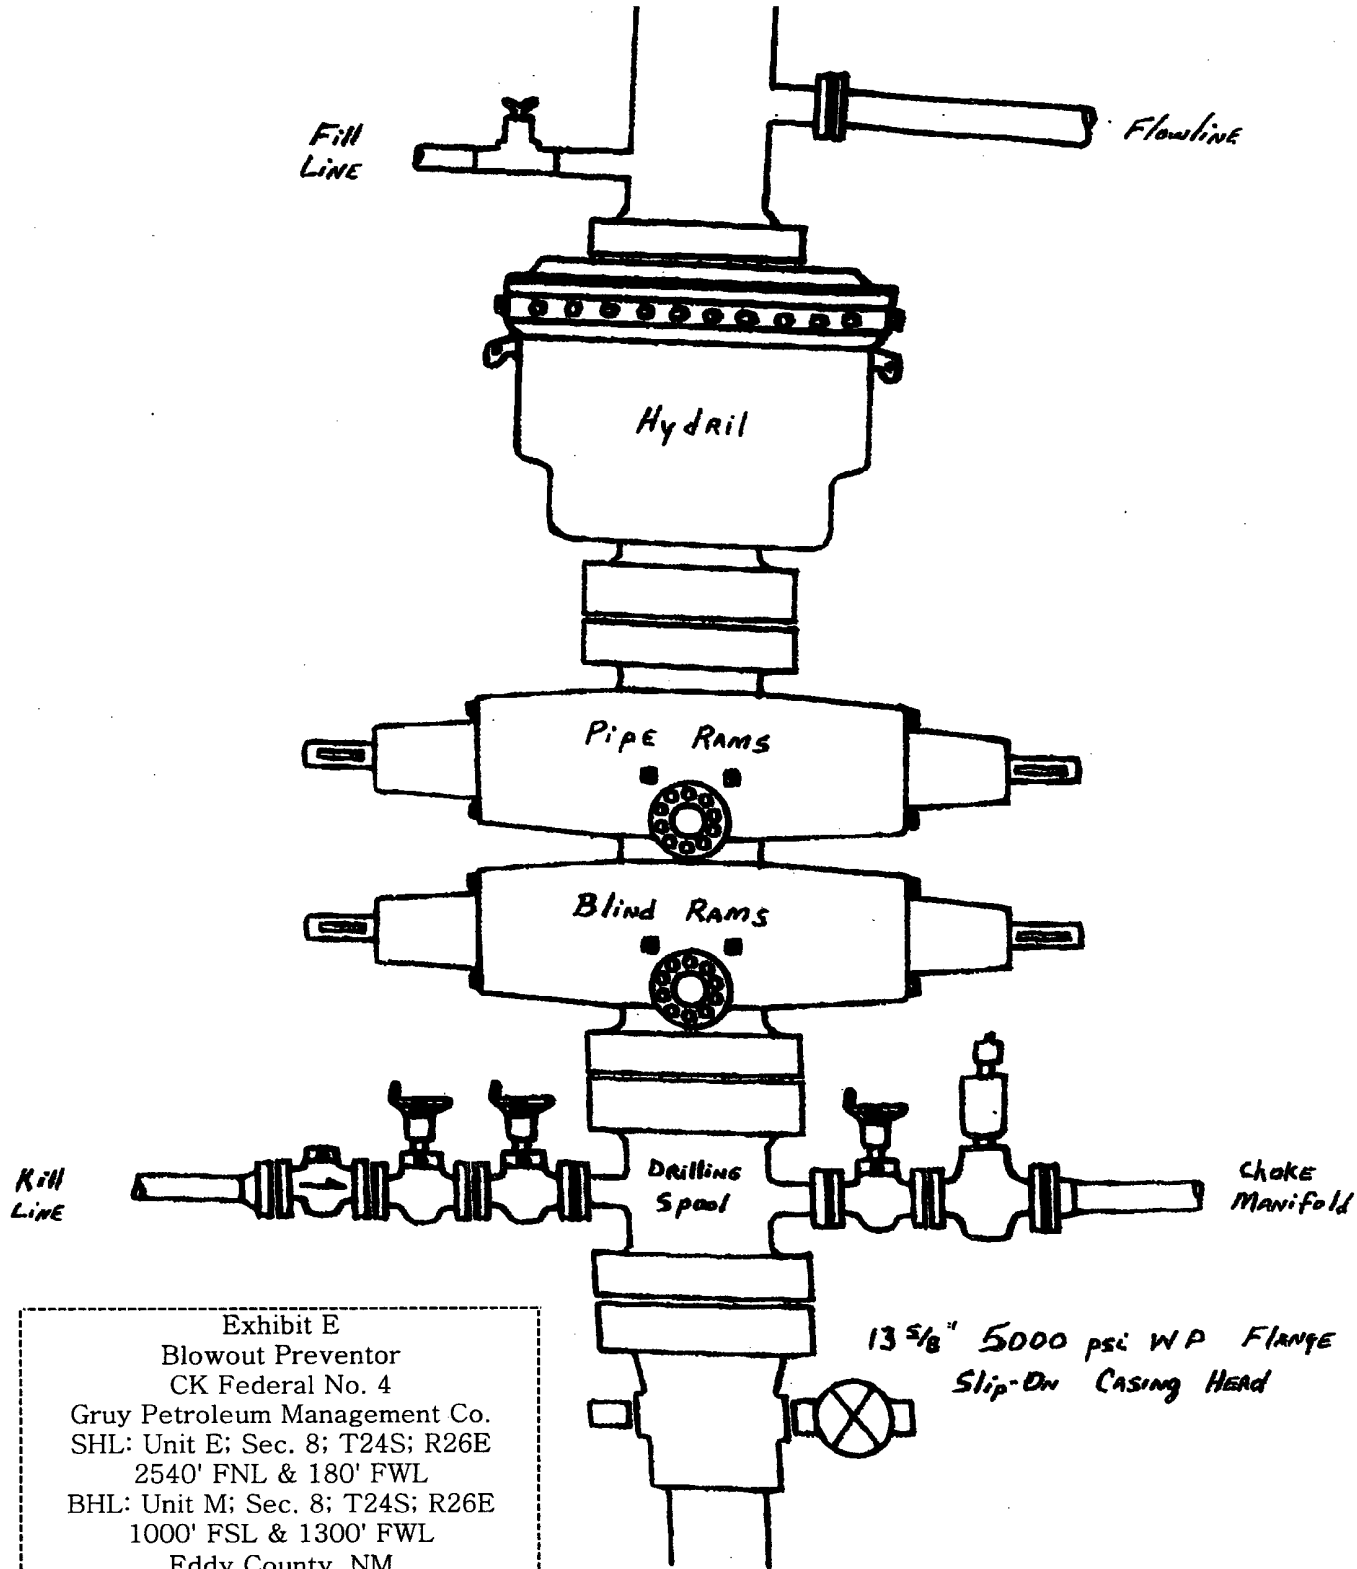 Fill
Line
Flowline
Hydril
Pipe Rams
Blind Rams
Kill
Line
Drilling
Spool
Choke
Manifold
13 5/8" 5000 psi WP Flange
Slip-On Casing Head
Exhibit E
Blowout Preventor
CK Federal No. 4
Gruy Petroleum Management Co.
SHL: Unit E; Sec. 8; T24S; R26E
2540' FNL & 180' FWL
BHL: Unit M; Sec. 8; T24S; R26E
1000' FSL & 1300' FWL
Eddy County, NM